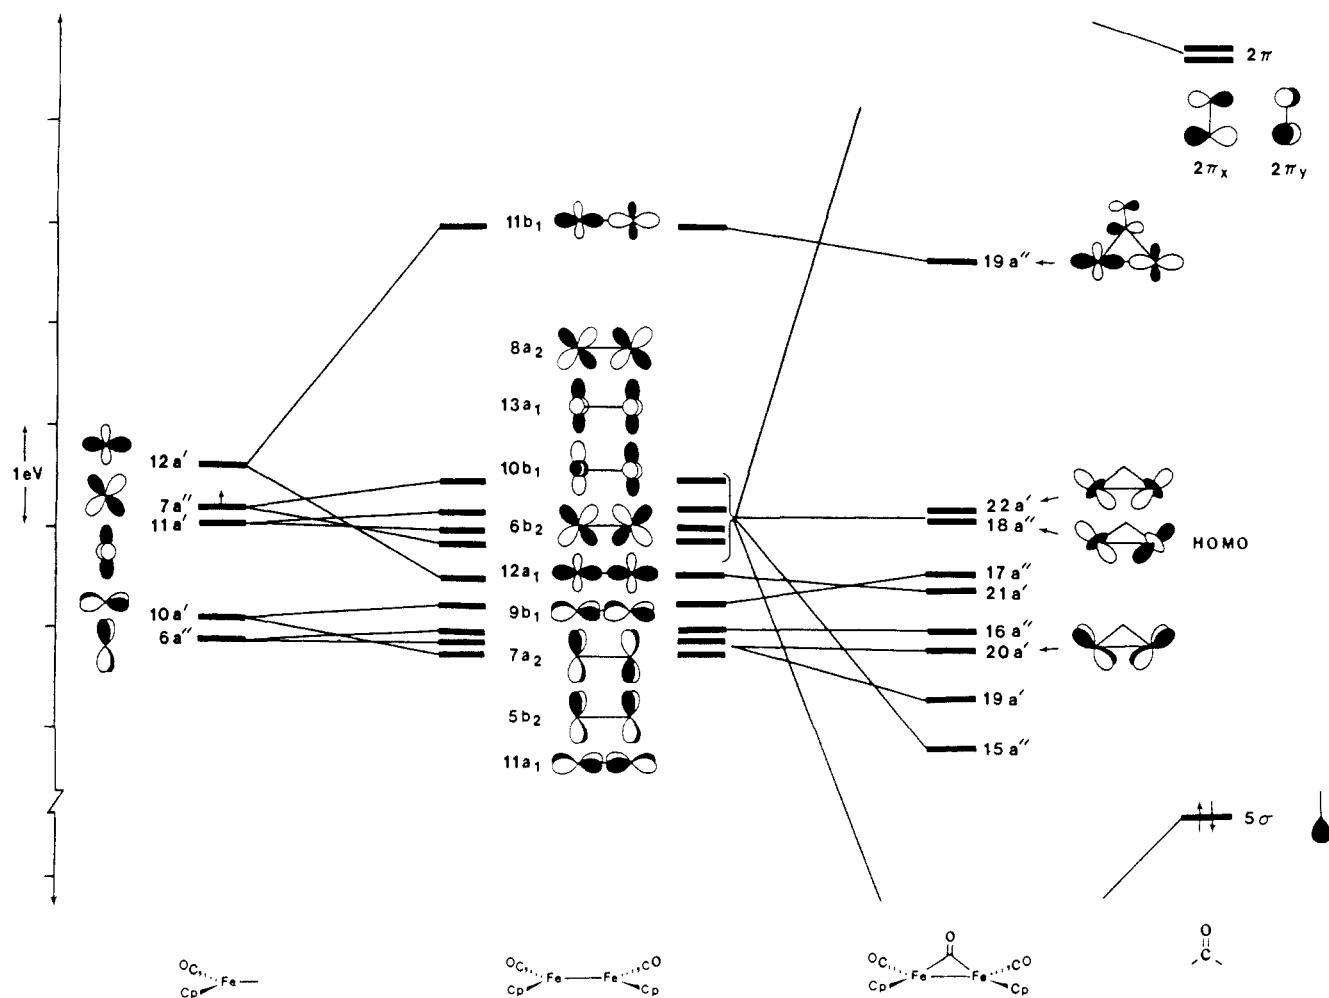 2π
2πx 2πy
11b₁
19a″
8a₂
13a₁
1eV
12a′
10b₁
7a″
22a′
11a′
18a″
6b₂
HOMO
12a₁
17a″
21a′
9b₁
10a′
16a″
6a″
20a′
7a₂
19a′
5b₂
15a″
11a₁
5σ
O
O
OC Fe
OC Fe Fe CO
OC Fe Fe CO
C
Cp
Cp Cp
Cp Cp